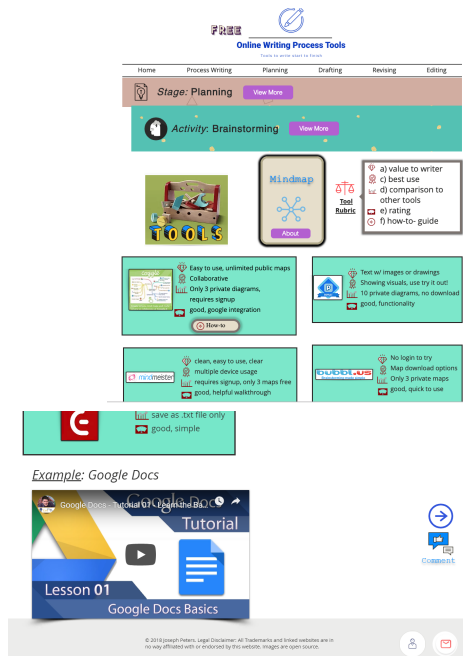 FREE
Online Writing Process Tools
Tools to write start to finish
Home Process Writing Planning Drafting Revising Editing
Stage: Planning View More
Activity: Brainstorming View More
TOOLS
Mindmap
About
Tool
Rubric
a) value to writer
c) best use
d) comparison to
other tools
e) rating
f) how-to- guide
coggle
Easy to use, unlimited public maps
Collaborative
Only 3 private diagrams,
requires signup
good, google integration
How-to
Text w/ images or drawings
Showing visuals, use try it out!
10 private diagrams, no download
good, functionality
mindmeister
clean, easy to use, clear
multiple device usage
requires signup, only 3 maps free
good, helpful walkthrough
bubbl.us
No login to try
Map download options
Only 3 private maps
good, quick to use
save as .txt file only
good, simple
Example: Google Docs
Google Docs - Tutorial 01 - Learn the Ba...
Google Docs
Tutorial
Lesson 01
Google Docs Basics
Comment
© 2018 Joseph Peters. Legal Disclaimer: All Trademarks and linked websites are in
no way affiliated with or endorsed by this website. Images are open source.